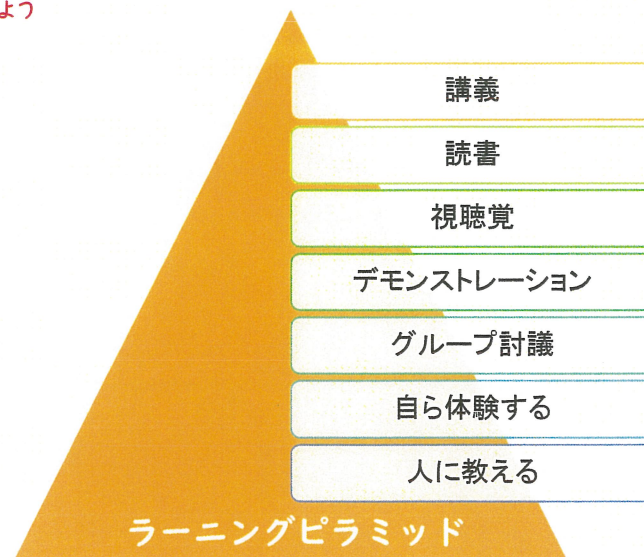 よう
講義
読書
視聴覚
デモンストレーション
グループ討議
自ら体験する
人に教える
ラーニングピラミッド